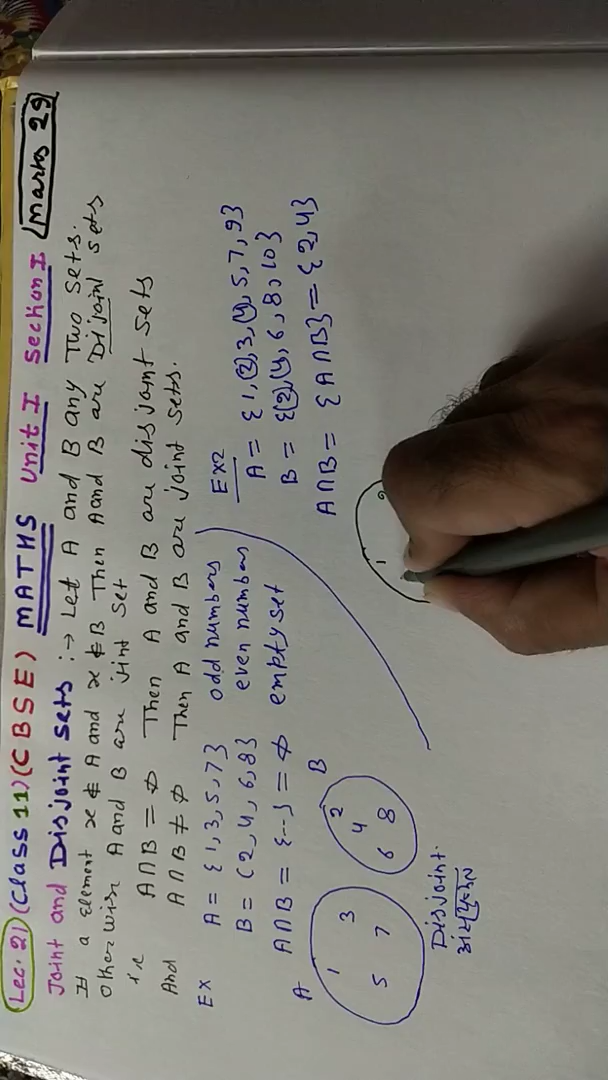 Lec. 21 (Class 11) (CBSE) MATHS Unit I Section I Marks 29
Joint and Disjoint sets :→ Let A and B any Two sets.
If a element x ∉ A and x ∉ B Then A and B are Disjoint sets
otherwise A and B are jint set
i.e A∩B = ϕ Then A and B are disjoint sets
And A∩B ≠ ϕ Then A and B are joint sets.
Ex A = {1,3,5,7} odd numbers
B = {2,4,6,8} even numbers
A∩B = {--} = ϕ empty set
A B
1 3 5 7
2 4 6 8
Disjoint.
Ex2
A = {1,2,3,4,5,7,9}
B = {2,4,6,8,10}
A∩B = {A∩B} = {2,4}
1